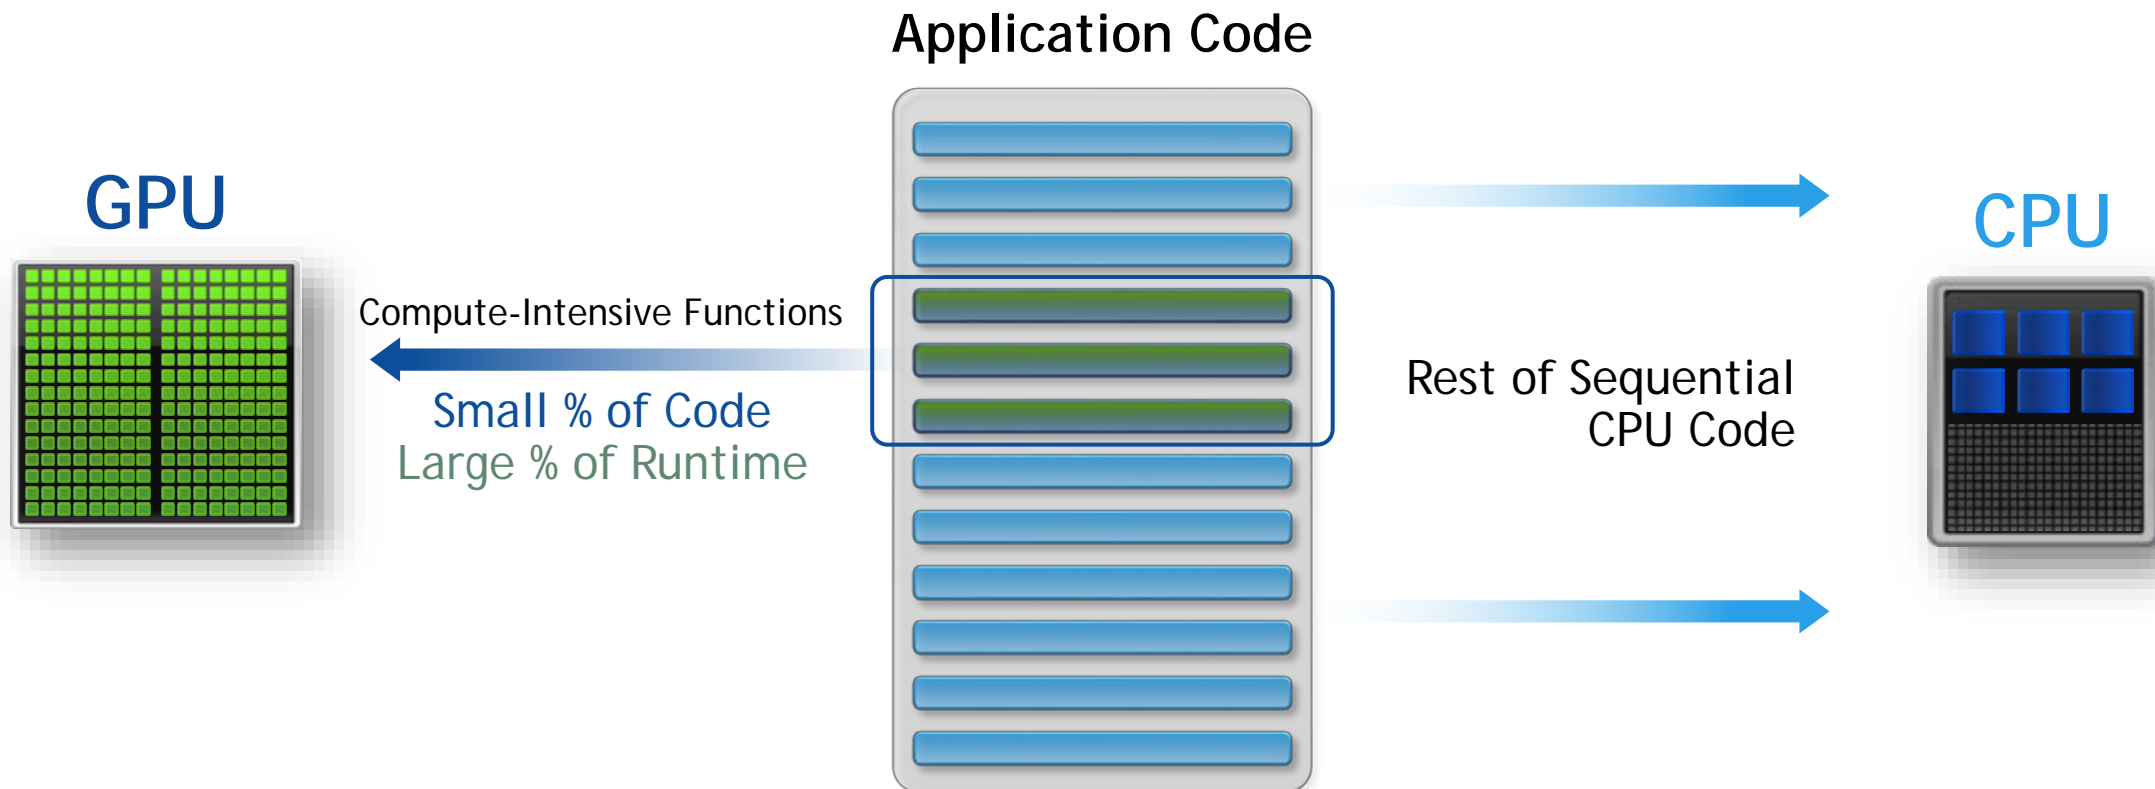 Application Code
GPU
Compute-Intensive Functions
Small % of Code
Large % of Runtime
Rest of Sequential
CPU Code
CPU